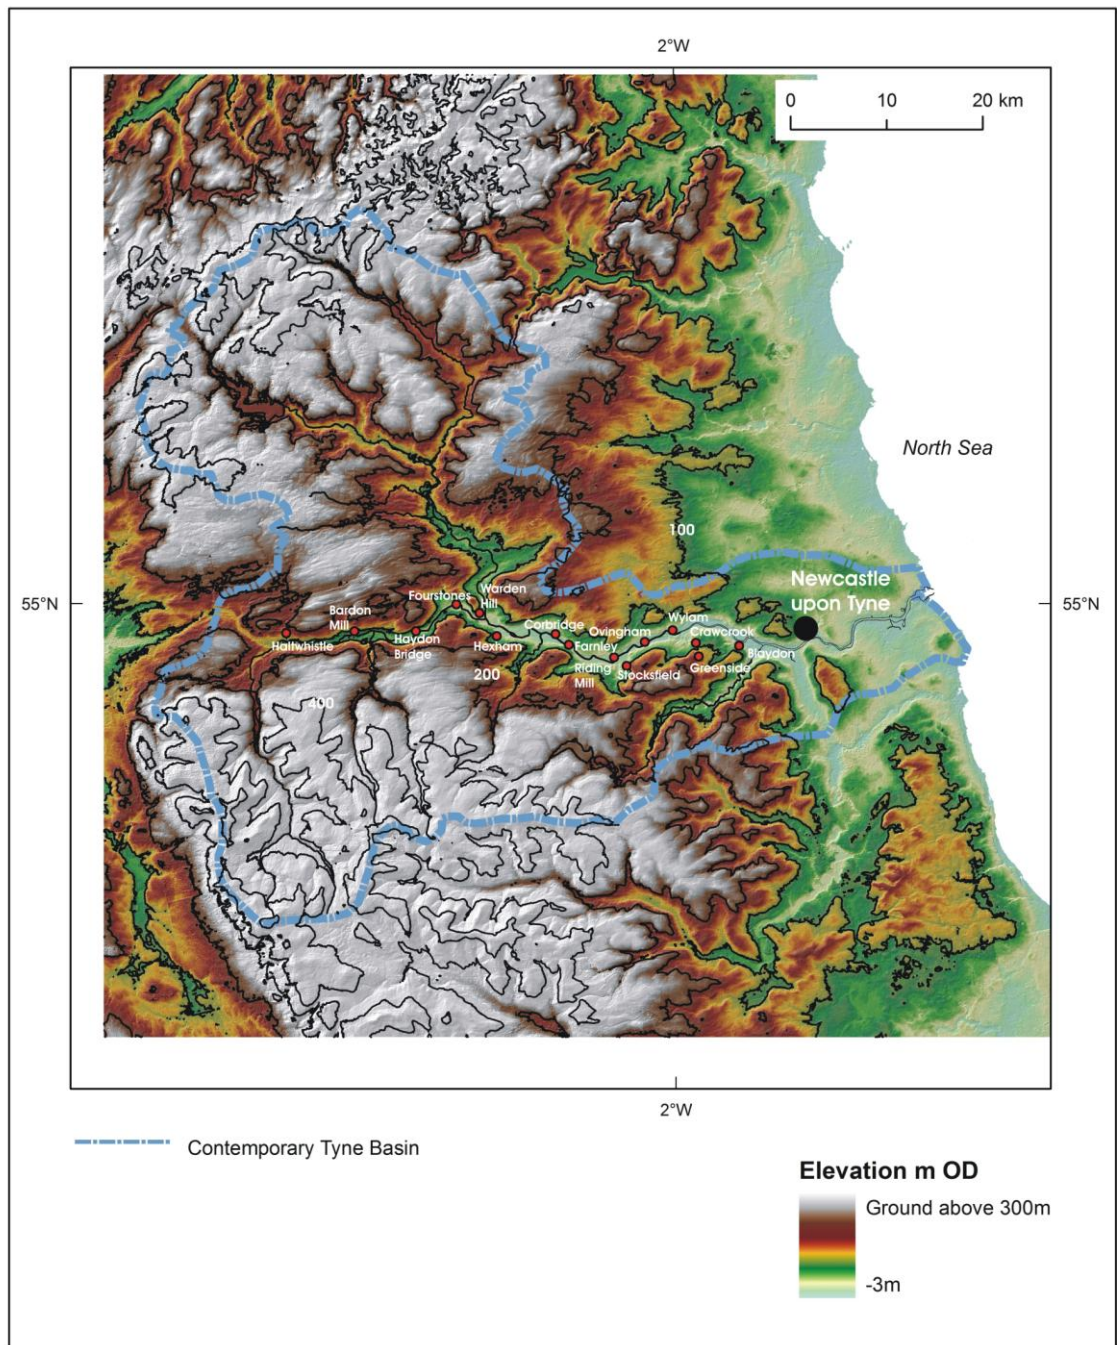 2°W
0 10 20 km
North Sea
100
55°N
55°N
Newcastle
upon Tyne
Fourstones
Warden
Hill
Bardon
Mill
Haltwhistle
Haydon
Bridge
Hexham
Corbridge
Farnley
Ovingham
Wylam
Crawcrook
Blaydon
Greenside
Riding
Mill
Stocksfield
200
400
2°W
Contemporary Tyne Basin
Elevation m OD
Ground above 300m
-3m